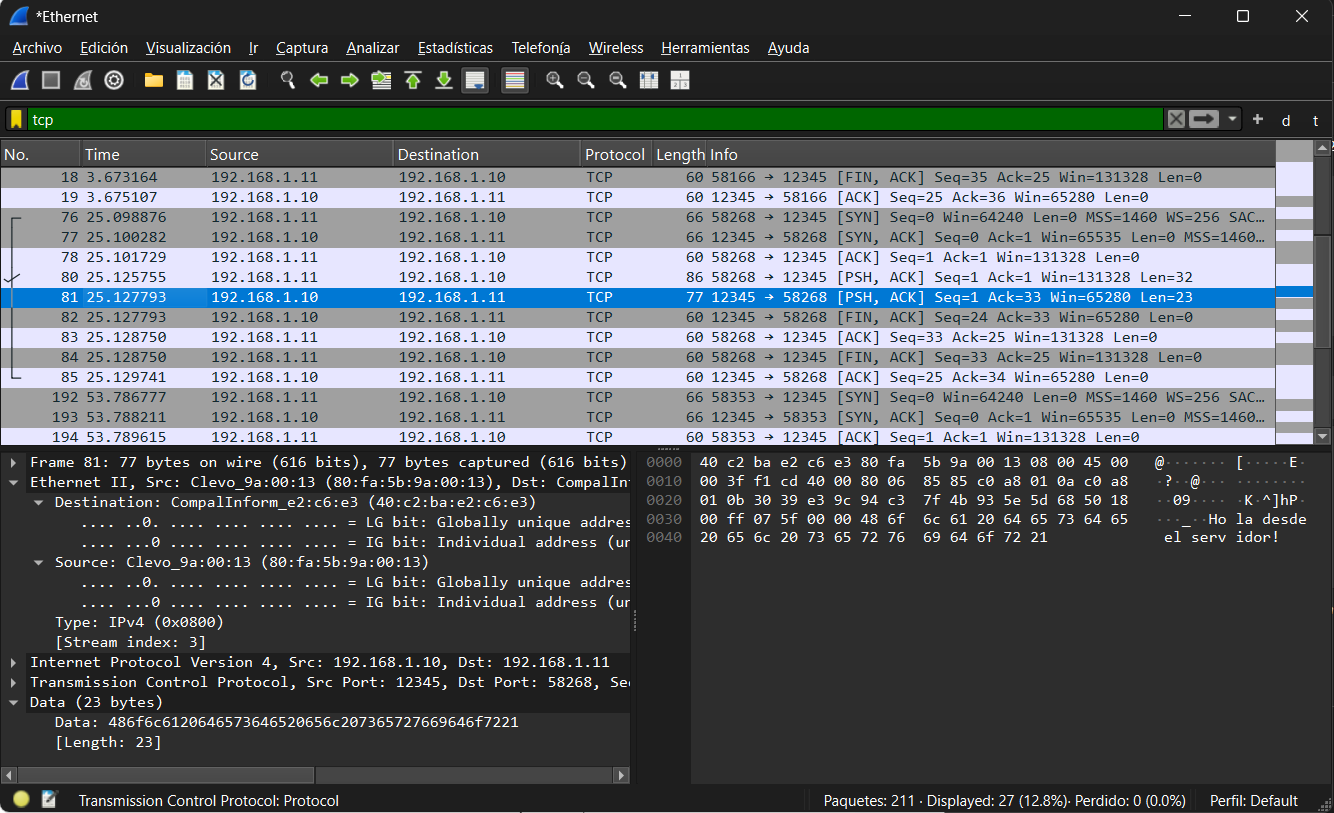 *Ethernet
Archivo Edición Visualización Ir Captura Analizar Estadísticas Telefonía Wireless Herramientas Ayuda
tcp
+ d t
No. Time Source Destination Protocol Length Info
18 3.673164 192.168.1.11 192.168.1.10 TCP 60 58166 → 12345 [FIN, ACK] Seq=35 Ack=25 Win=131328 Len=0
19 3.675107 192.168.1.10 192.168.1.11 TCP 60 12345 → 58166 [ACK] Seq=25 Ack=36 Win=65280 Len=0
76 25.098876 192.168.1.11 192.168.1.10 TCP 66 58268 → 12345 [SYN] Seq=0 Win=64240 Len=0 MSS=1460 WS=256 SAC…
77 25.100282 192.168.1.10 192.168.1.11 TCP 66 12345 → 58268 [SYN, ACK] Seq=0 Ack=1 Win=65535 Len=0 MSS=1460…
78 25.101729 192.168.1.11 192.168.1.10 TCP 60 58268 → 12345 [ACK] Seq=1 Ack=1 Win=131328 Len=0
80 25.125755 192.168.1.11 192.168.1.10 TCP 86 58268 → 12345 [PSH, ACK] Seq=1 Ack=1 Win=131328 Len=32
81 25.127793 192.168.1.10 192.168.1.11 TCP 77 12345 → 58268 [PSH, ACK] Seq=1 Ack=33 Win=65280 Len=23
82 25.127793 192.168.1.10 192.168.1.11 TCP 60 12345 → 58268 [FIN, ACK] Seq=24 Ack=33 Win=65280 Len=0
83 25.128750 192.168.1.11 192.168.1.10 TCP 60 58268 → 12345 [ACK] Seq=33 Ack=25 Win=131328 Len=0
84 25.128750 192.168.1.11 192.168.1.10 TCP 60 58268 → 12345 [FIN, ACK] Seq=33 Ack=25 Win=131328 Len=0
85 25.129741 192.168.1.10 192.168.1.11 TCP 60 12345 → 58268 [ACK] Seq=25 Ack=34 Win=65280 Len=0
192 53.786777 192.168.1.11 192.168.1.10 TCP 66 58353 → 12345 [SYN] Seq=0 Win=64240 Len=0 MSS=1460 WS=256 SAC…
193 53.788211 192.168.1.10 192.168.1.11 TCP 66 12345 → 58353 [SYN, ACK] Seq=0 Ack=1 Win=65535 Len=0 MSS=1460…
194 53.789615 192.168.1.11 192.168.1.10 TCP 60 58353 → 12345 [ACK] Seq=1 Ack=1 Win=131328 Len=0
Frame 81: 77 bytes on wire (616 bits), 77 bytes captured (616 bits)
Ethernet II, Src: Clevo_9a:00:13 (80:fa:5b:9a:00:13), Dst: CompalIn
Destination: CompalInform_e2:c6:e3 (40:c2:ba:e2:c6:e3)
.... ..0. .... .... .... .... = LG bit: Globally unique addres
.... ...0 .... .... .... .... = IG bit: Individual address (un
Source: Clevo_9a:00:13 (80:fa:5b:9a:00:13)
.... ..0. .... .... .... .... = LG bit: Globally unique addres
.... ...0 .... .... .... .... = IG bit: Individual address (un
Type: IPv4 (0x0800)
[Stream index: 3]
Internet Protocol Version 4, Src: 192.168.1.10, Dst: 192.168.1.11
Transmission Control Protocol, Src Port: 12345, Dst Port: 58268, Se
Data (23 bytes)
Data: 486f6c6120646573646520656c207365727669646f7221
[Length: 23]
0000 40 c2 ba e2 c6 e3 80 fa 5b 9a 00 13 08 00 45 00 @······· [·····E·
0010 00 3f f1 cd 40 00 80 06 85 85 c0 a8 01 0a c0 a8 ·?··@··· ········
0020 01 0b 30 39 e3 9c 94 c3 7f 4b 93 5e 5d 68 50 18 ··09···· ·K·^]hP·
0030 00 ff 07 5f 00 00 48 6f 6c 61 20 64 65 73 64 65 ···_··Ho la desde
0040 20 65 6c 20 73 65 72 76 69 64 6f 72 21 el serv idor!
Transmission Control Protocol: Protocol
Paquetes: 211 · Displayed: 27 (12.8%)· Perdido: 0 (0.0%)
Perfil: Default